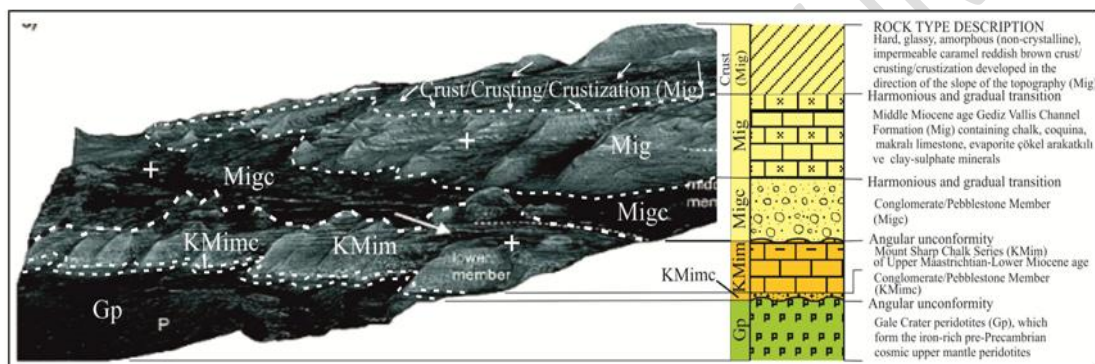 Crust/Crusting/Crustization (Mig)
Mig
Migc
Migc
KMimc
KMim
lower
member
Gp
P
KMimc
Crust
(Mig)
Mig
Migc
KMim
Gp
ROCK TYPE DESCRIPTION
Hard, glassy, amorphous (non-crystalline),
impermeable caramel reddish brown crust/
crusting/crustization developed in the
direction of the slope of the topography (Mig)
Harmonious and gradual transition
Middle Miocene age Gediz Vallis Channel
Formation (Mig) containing chalk, coquina,
makralı limestone, evaporite çökel arakatkılı
ve clay-sulphate minerals
Harmonious and gradual transition
Conglomerate/Pebblestone Member
(Migc)
Angular unconformity
Mount Sharp Chalk Series (KMim)
of Upper Maastrichtian-Lower Miocene age
Conglomerate/Pebblestone Member
(KMimc)
Angular unconformity
Gale Crater peridotites (Gp), which
form the iron-rich pre-Precambrian
cosmic upper mantle peridotites